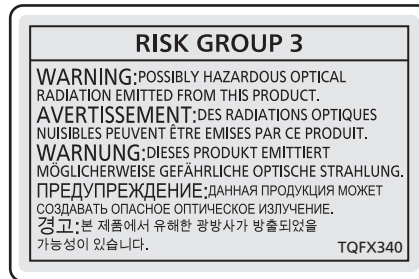 RISK GROUP 3
WARNING:POSSIBLY HAZARDOUS OPTICAL
RADIATION EMITTED FROM THIS PRODUCT.
AVERTISSEMENT:DES RADIATIONS OPTIQUES
NUISIBLES PEUVENT ÊTRE EMISES PAR CE PRODUIT.
WARNUNG:DIESES PRODUKT EMITTIERT
MÖGLICHERWEISE GEFÄHRLICHE OPTISCHE STRAHLUNG.
ПРЕДУПРЕЖДЕНИЕ:ДАННАЯ ПРОДУКЦИЯ МОЖЕТ
СОЗДАВАТЬ ОПАСНОЕ ОПТИЧЕСКОЕ ИЗЛУЧЕНИЕ.
경고:본 제품에서 유해한 광방사가 방출되었을
가능성이 있습니다.
TQFX340